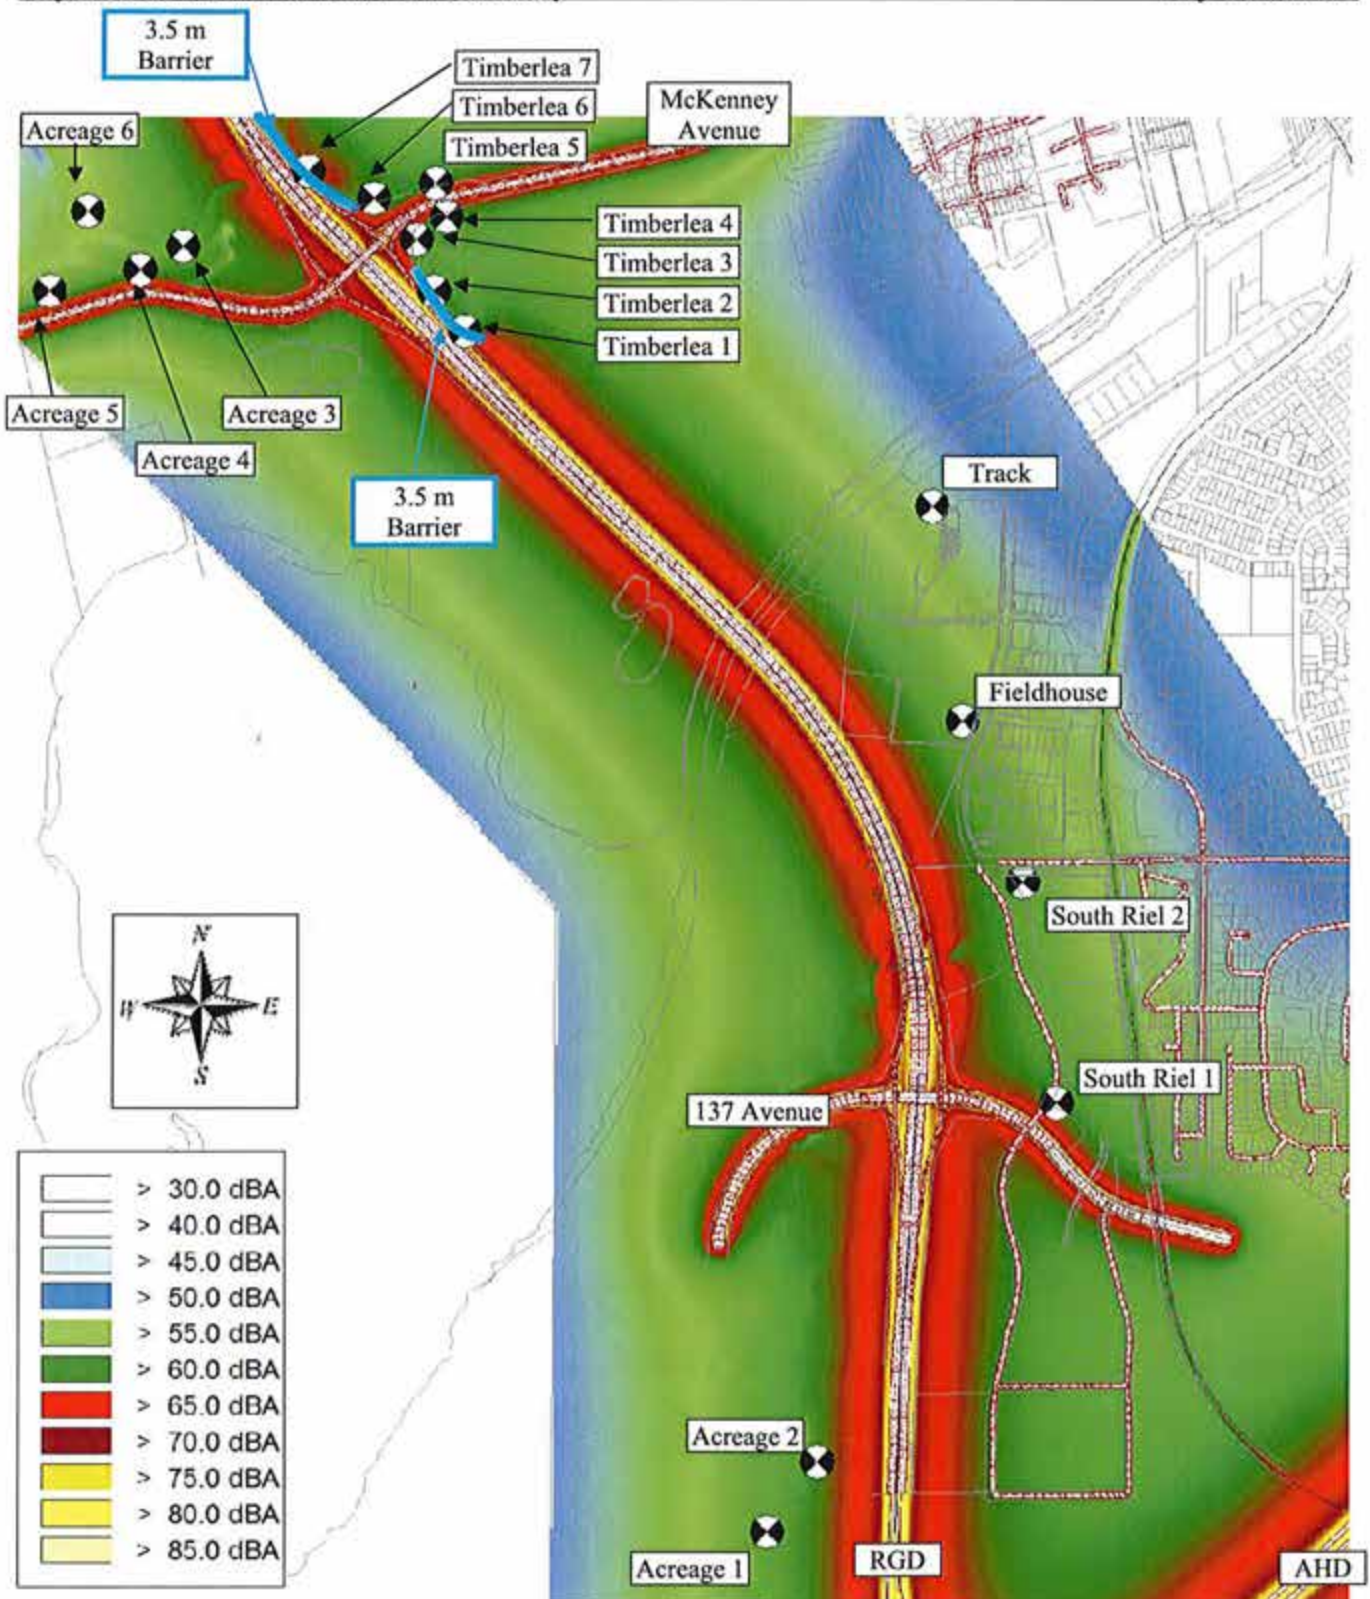 3.5 m
Barrier
Timberlea 7
Timberlea 6
Timberlea 5
McKenney
Avenue
Acreage 6
Timberlea 4
Timberlea 3
Timberlea 2
Timberlea 1
Acreage 5
Acreage 3
Acreage 4
3.5 m
Barrier
Track
Fieldhouse
South Riel 2
N
W
E
S
South Riel 1
137 Avenue
> 30.0 dBA
> 40.0 dBA
> 45.0 dBA
> 50.0 dBA
> 55.0 dBA
> 60.0 dBA
> 65.0 dBA
> 70.0 dBA
> 75.0 dBA
> 80.0 dBA
> 85.0 dBA
Acreage 2
Acreage 1
RGD
AHD